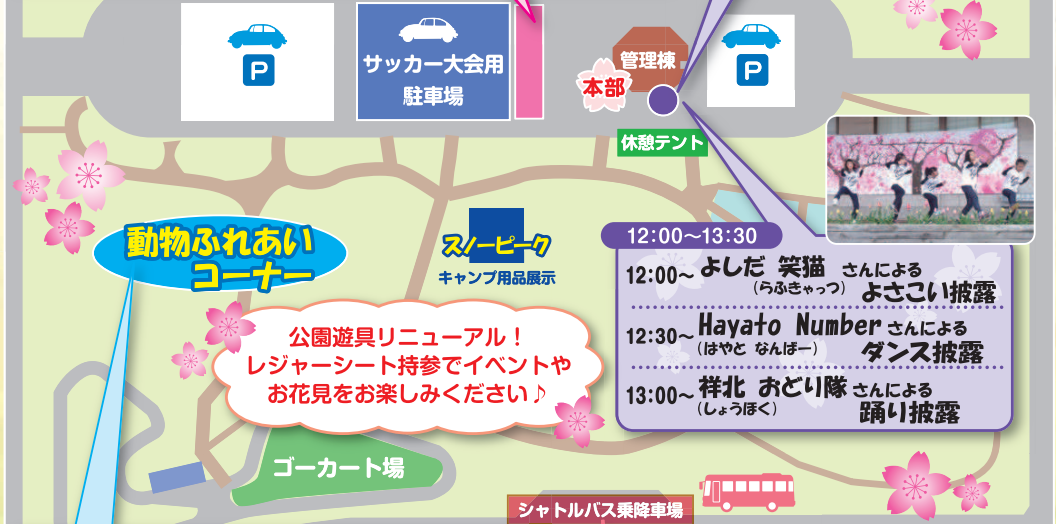 P
サッカー大会用
駐車場
管理棟
本部
P
休憩テント
動物ふれあい
コーナー
スノーピーク
キャンプ用品展示
12:00〜13:30
12:00〜 よしだ 笑猫 さんによる
(らふきゃっつ) よさこい披露
12:30〜 Hayato Number さんによる
(はやと なんばー) ダンス披露
13:00〜 祥北 おどり隊 さんによる
(しょうほく) 踊り披露
公園遊具リニューアル！
レジャーシート持参でイベントや
お花見をお楽しみください♪
ゴーカート場
シャトルバス乗降車場